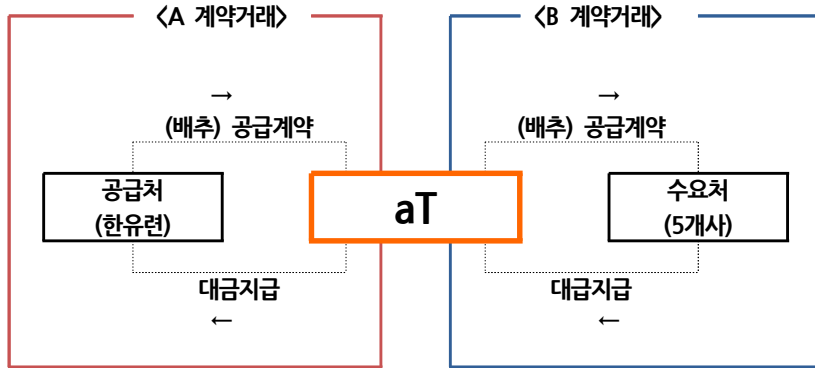 〈A 계약거래〉
〈B 계약거래〉
→
(배추) 공급계약
→
(배추) 공급계약
공급처
(한유련)
aT
수요처
(5개사)
대금지급
←
대급지급
←